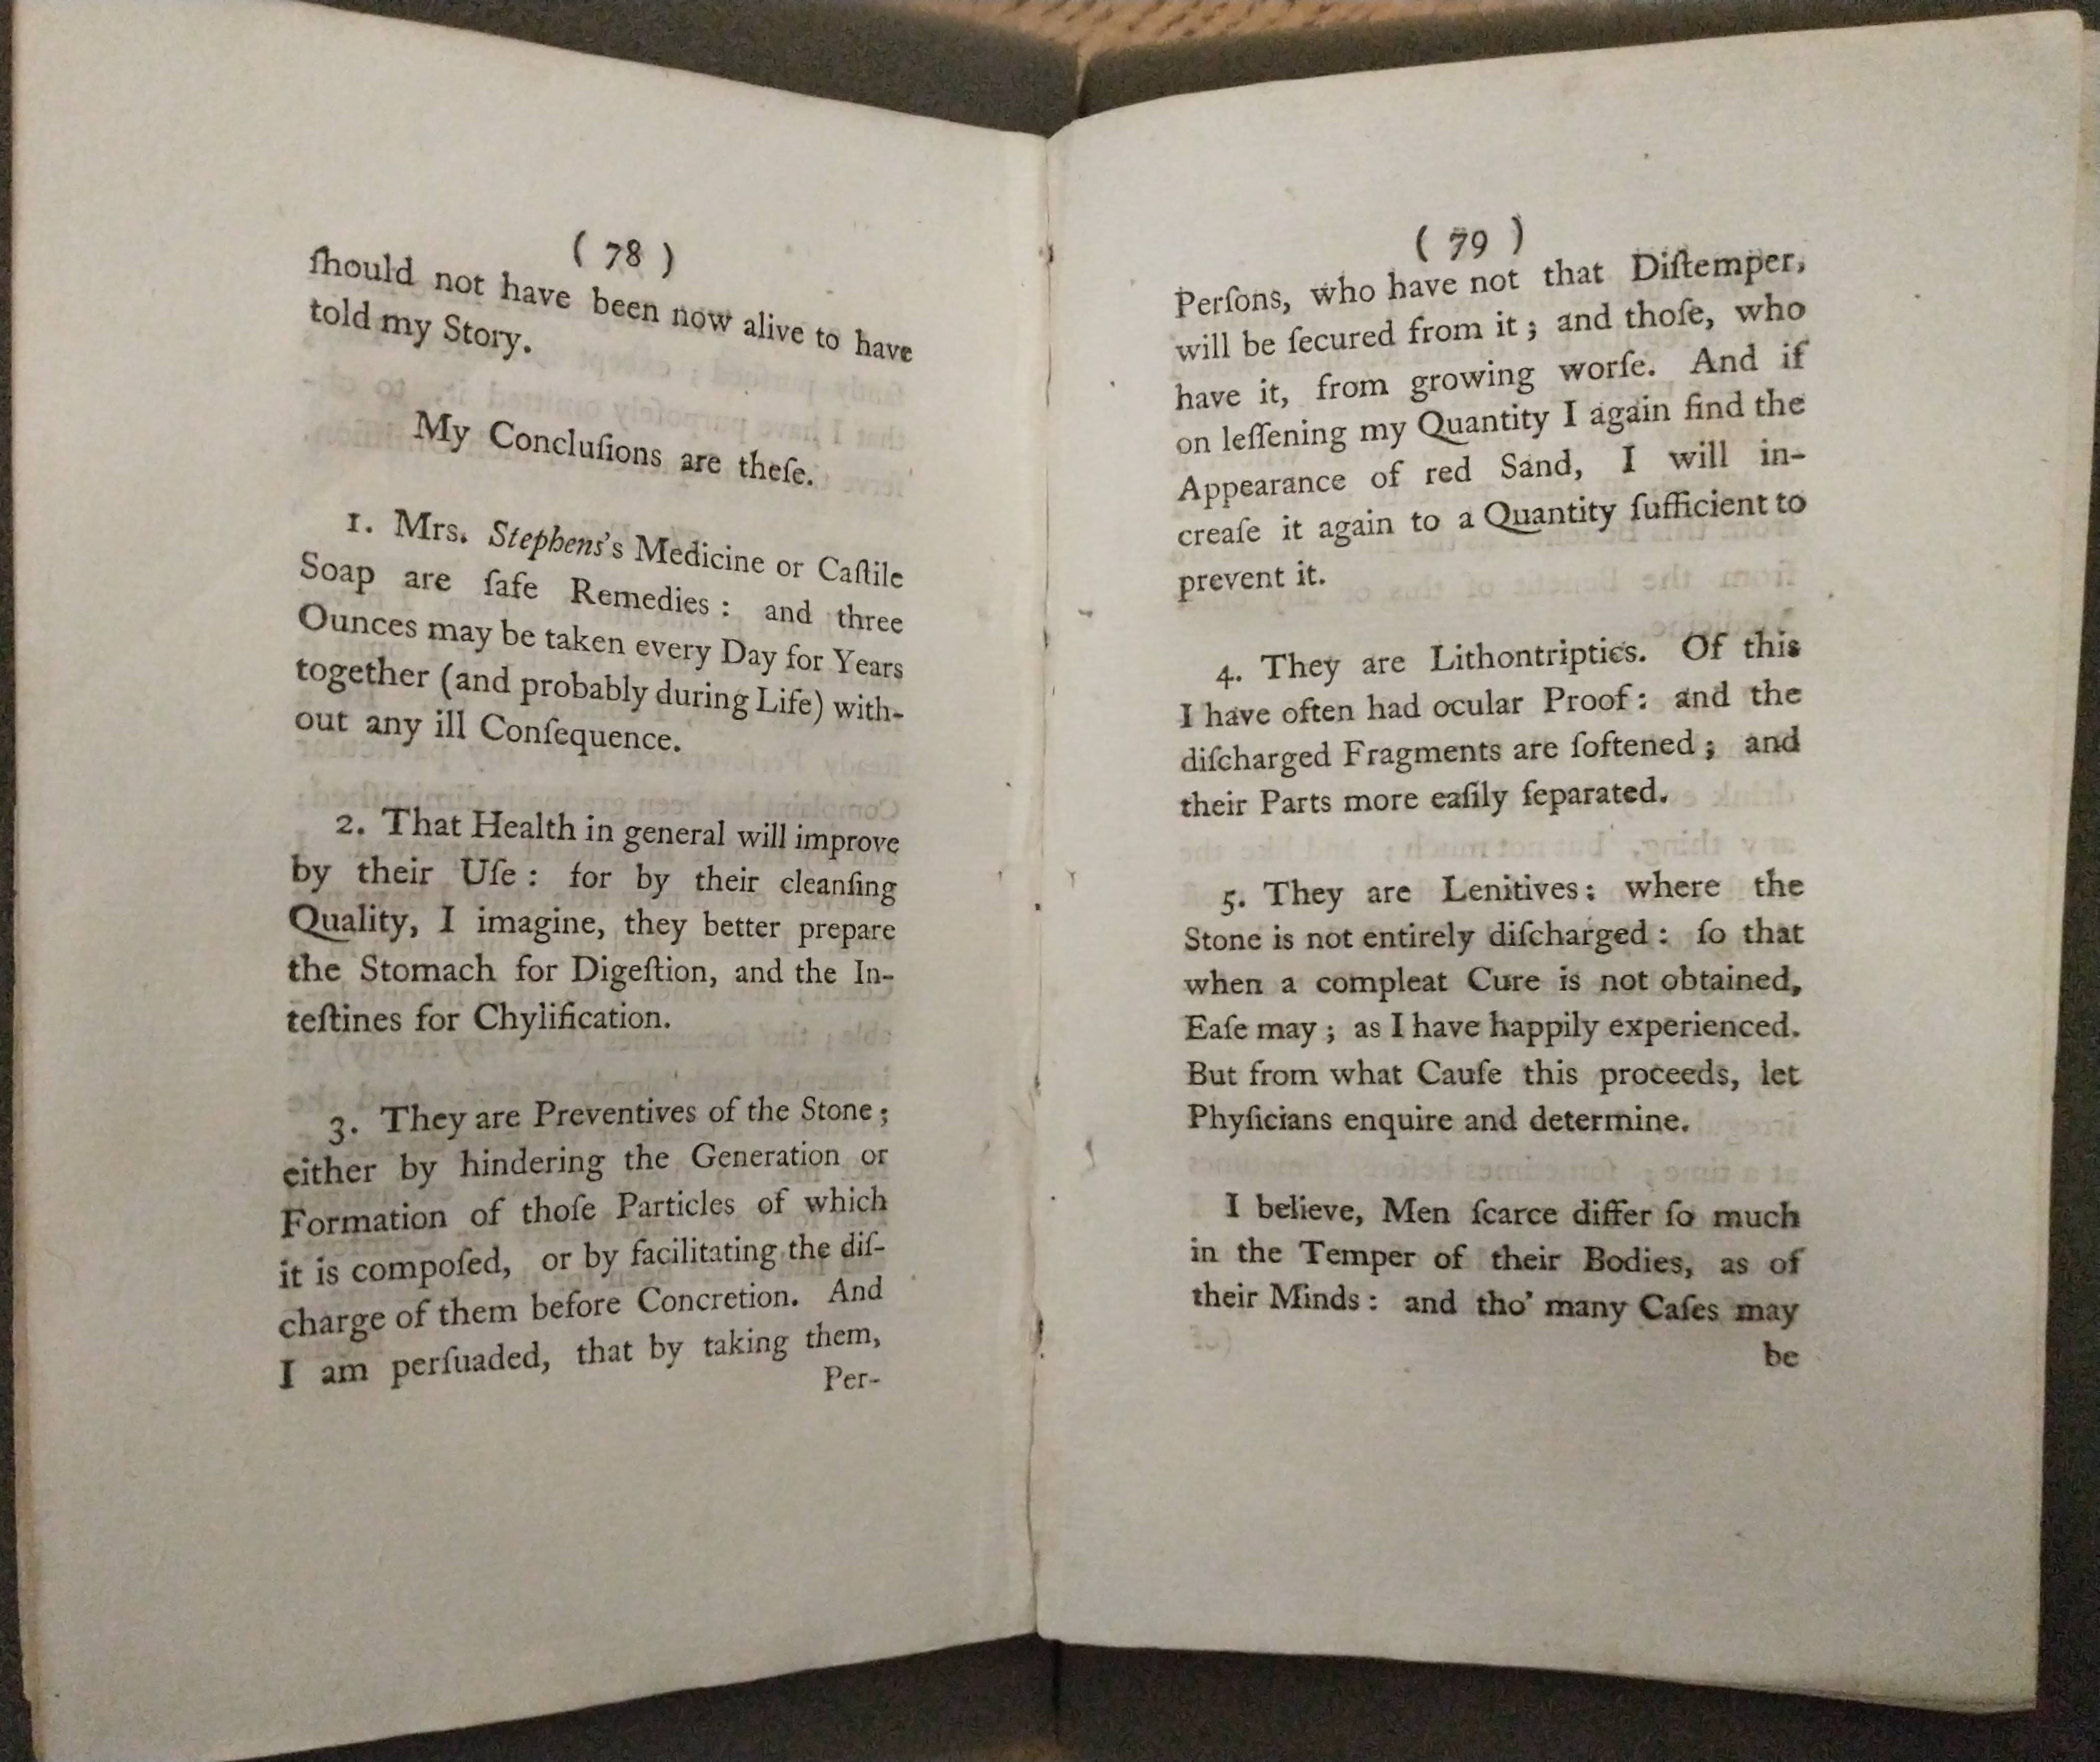 ( 78 )
ſhould not have been now alive to have
told my Story.
My Concluſions are theſe.
1. Mrs. Stephens's Medicine or Caſtile
Soap are ſafe Remedies : and three
Ounces may be taken every Day for Years
together (and probably during Life) with-
out any ill Conſequence.
2. That Health in general will improve
by their Uſe : for by their cleanſing
Quality, I imagine, they better prepare
the Stomach for Digeſtion, and the In-
teſtines for Chylification.
3. They are Preventives of the Stone ;
either by hindering the Generation or
Formation of thoſe Particles of which
it is compoſed, or by facilitating the diſ-
charge of them before Concretion. And
I am perſuaded, that by taking them,
Per-
( 79 )
Perſons, who have not that Diſtemper,
will be ſecured from it ; and thoſe, who
have it, from growing worſe. And if
on leſſening my Quantity I again find the
Appearance of red Sand, I will in-
creaſe it again to a Quantity ſufficient to
prevent it.
4. They are Lithontriptics. Of this
I have often had ocular Proof : and the
diſcharged Fragments are ſoftened ; and
their Parts more eaſily ſeparated.
5. They are Lenitives : where the
Stone is not entirely diſcharged : ſo that
when a compleat Cure is not obtained,
Eaſe may ; as I have happily experienced.
But from what Cauſe this proceeds, let
Phyſicians enquire and determine.
I believe, Men ſcarce differ ſo much
in the Temper of their Bodies, as of
their Minds : and tho' many Caſes may
be